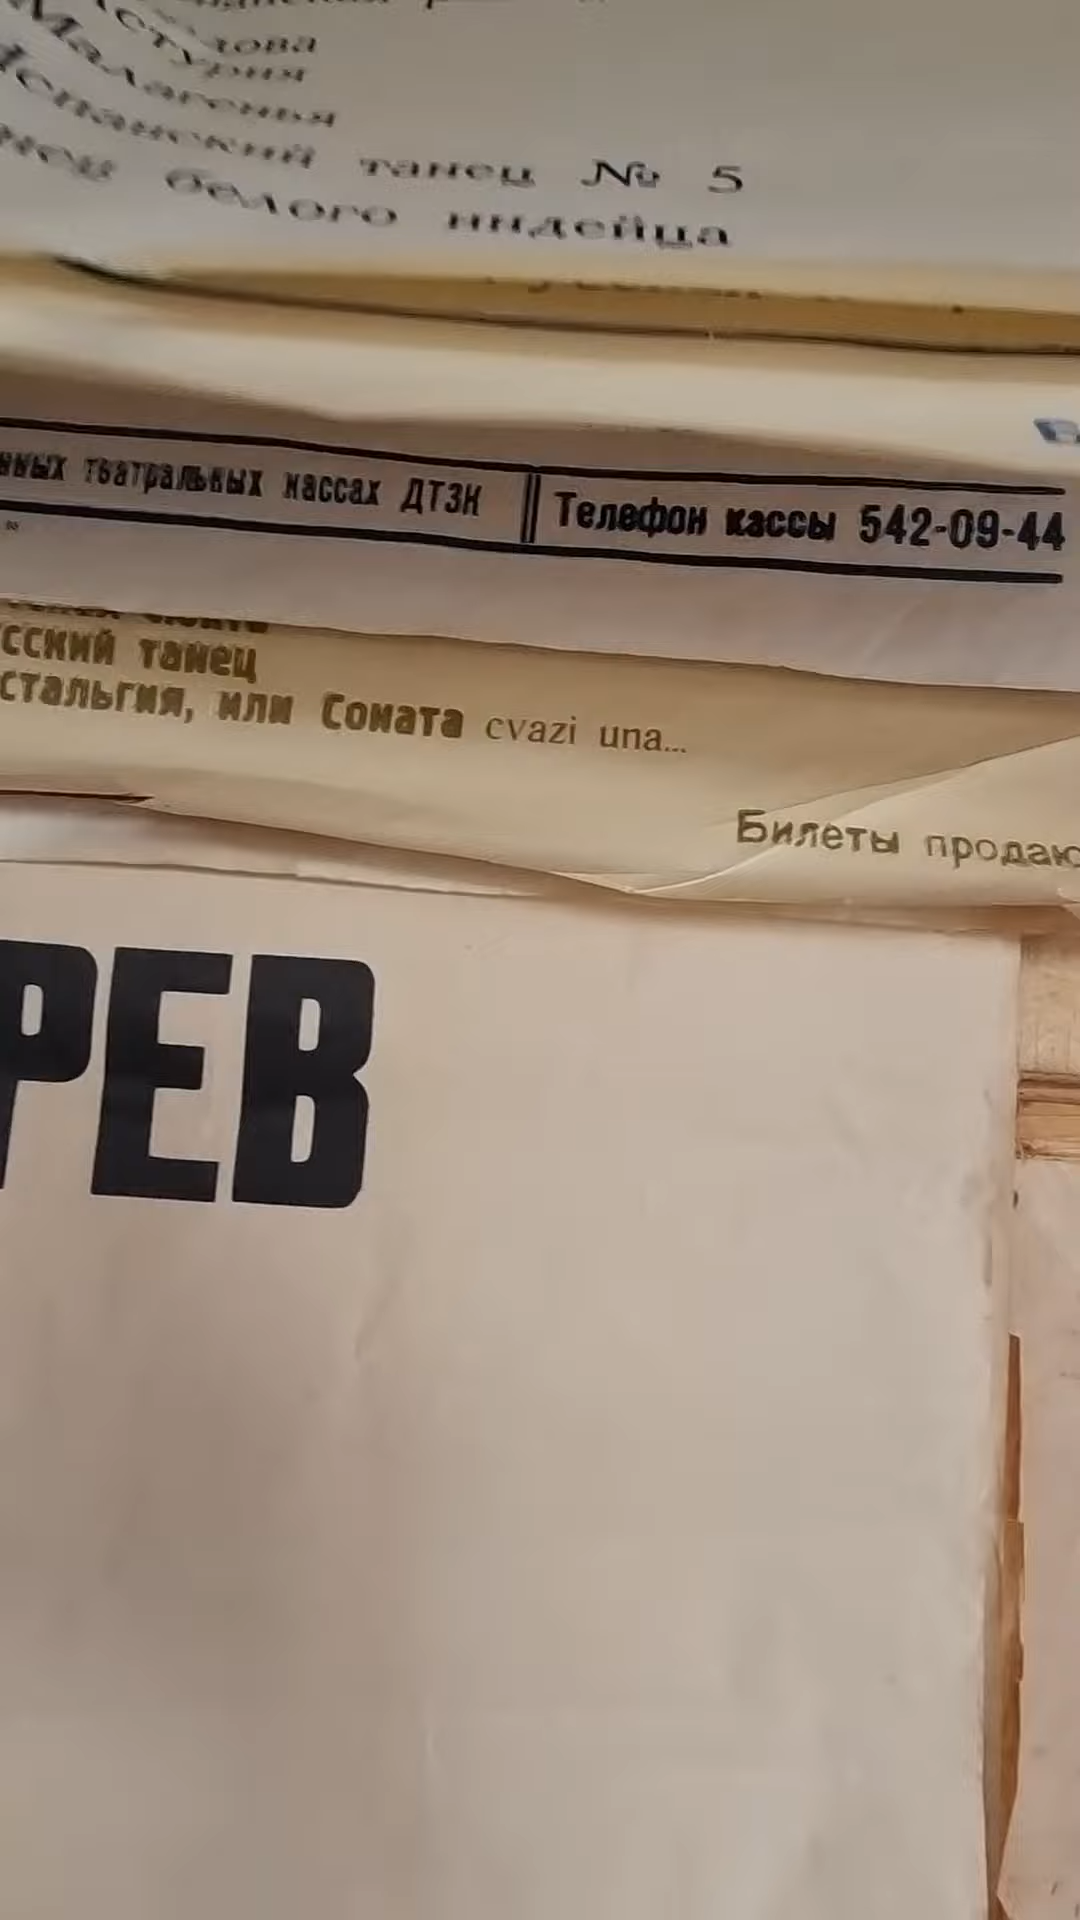 Малагенья
Испанский танец № 5
белого индейца
театральных кассах ДТЗК
Телефон кассы 542-09-44
сский танец
стальгия, или Соната cvazi una...
Билеты продаю
РЕВ